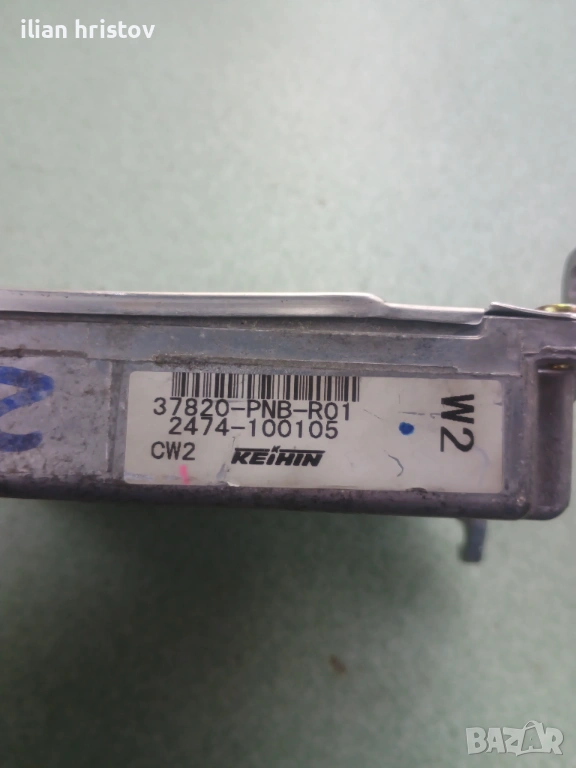 ilian hristov
37820-PNB-R01
2474-100105
CW2 KEIHIN
W2
BAZAR